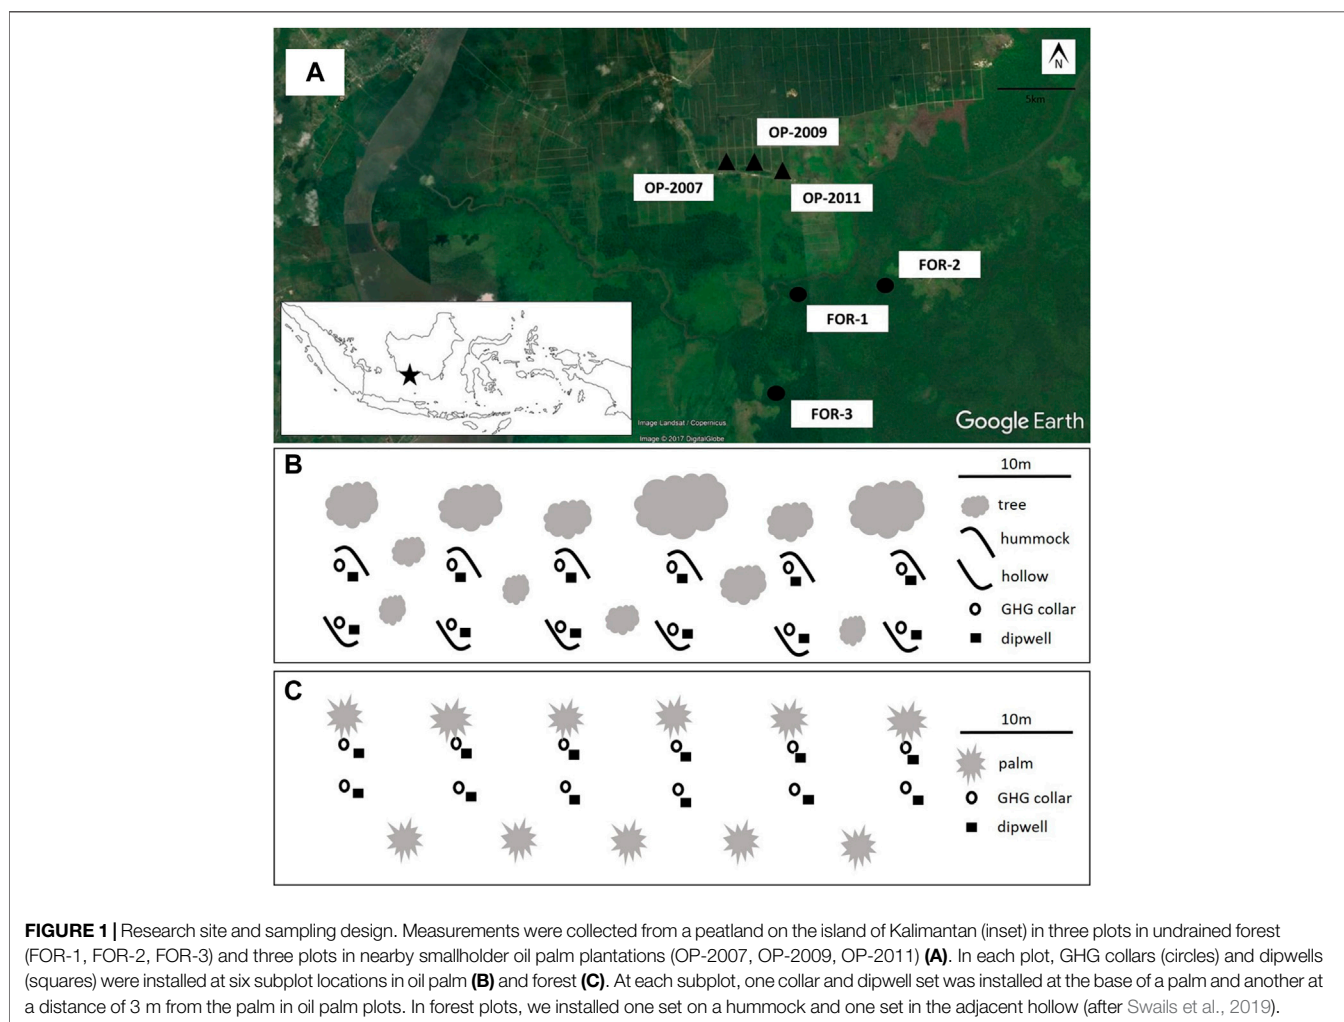 A
N
5km
OP-2009
OP-2007
OP-2011
FOR-2
FOR-1
FOR-3
Image Landsat / Copernicus
Image © 2017 DigitalGlobe
Google Earth
B
10m
tree
hummock
hollow
GHG collar
dipwell
C
10m
palm
GHG collar
dipwell
FIGURE 1 | Research site and sampling design. Measurements were collected from a peatland on the island of Kalimantan (inset) in three plots in undrained forest
(FOR-1, FOR-2, FOR-3) and three plots in nearby smallholder oil palm plantations (OP-2007, OP-2009, OP-2011) (A). In each plot, GHG collars (circles) and dipwells
(squares) were installed at six subplot locations in oil palm (B) and forest (C). At each subplot, one collar and dipwell set was installed at the base of a palm and another at
a distance of 3 m from the palm in oil palm plots. In forest plots, we installed one set on a hummock and one set in the adjacent hollow (after Swails et al., 2019).